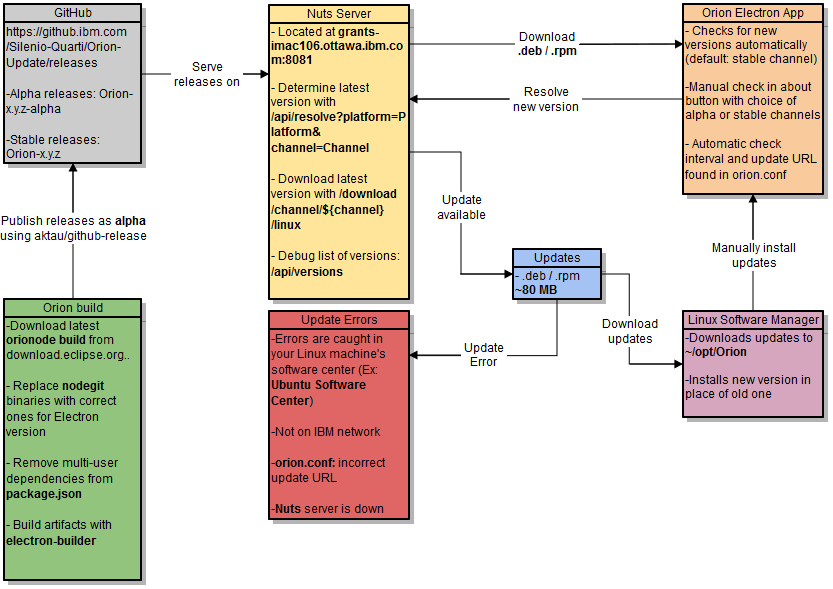 GitHub
https://github.ibm.com
/Silenio-Quarti/Orion-
Update/releases
-Alpha releases: Orion-
x.y.z-alpha
-Stable releases:
Orion-x.y.z
Serve
releases on
Publish releases as alpha
using aktau/github-release
Orion build
-Download latest
orionode build from
download.eclipse.org..
- Replace nodegit
binaries with correct
ones for Electron
version
- Remove multi-user
dependencies from
package.json
- Build artifacts with
electron-builder
Nuts Server
- Located at grants-
imac106.ottawa.ibm.co
m:8081
- Determine latest
version with
/api/resolve?platform=P
latform&
channel=Channel
- Download latest
version with /download
/channel/${channel}
/linux
- Debug list of versions:
/api/versions
Update Errors
-Errors are caught in
your Linux machine's
software center (Ex:
Ubuntu Software
Center)
-Not on IBM network
-orion.conf: incorrect
update URL
-Nuts server is down
Download
.deb / .rpm
Resolve
new version
Update
available
Updates
- .deb / .rpm
~80 MB
Update
Error
Download
updates
Orion Electron App
- Checks for new
versions automatically
(default: stable channel)
-Manual check in about
button with choice of
alpha or stable channels
- Automatic check
interval and update URL
found in orion.conf
Manually install
updates
Linux Software Manager
-Downloads updates to
~/opt/Orion
-Installs new version in
place of old one